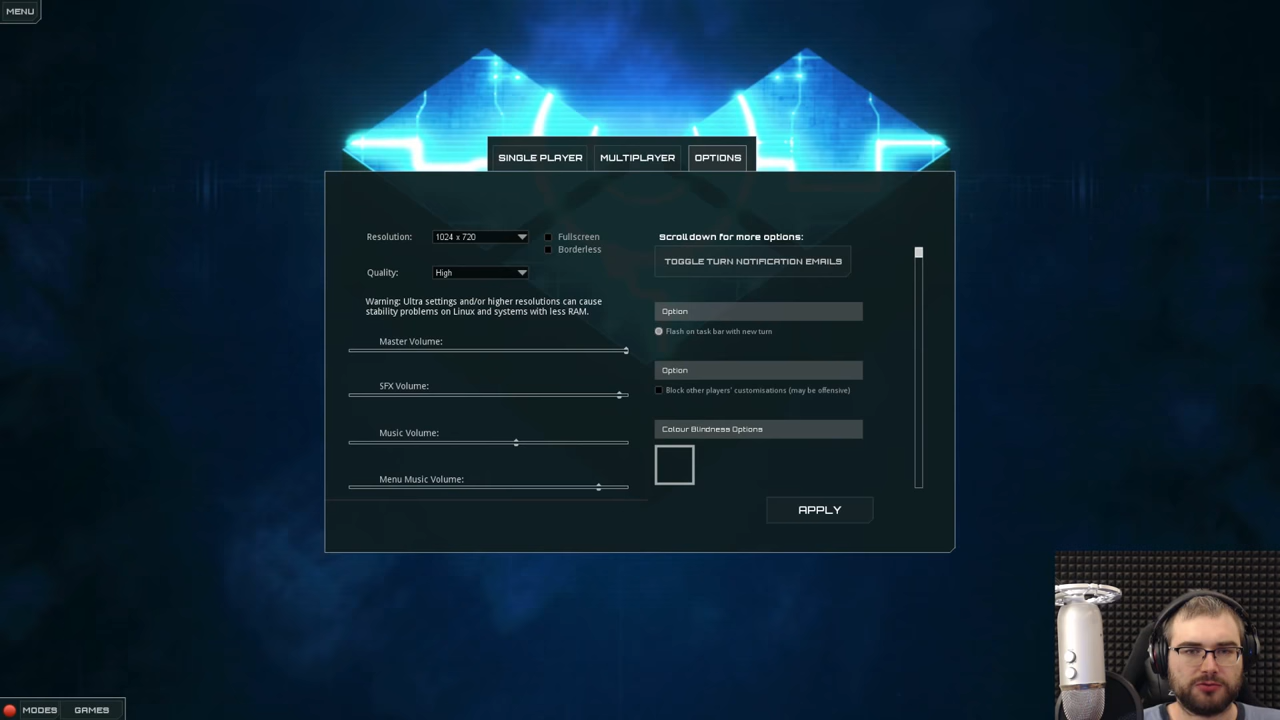 MENU
SINGLE PLAYER
MULTIPLAYER
OPTIONS
Resolution:
1024 x 720
Fullscreen
Borderless
Quality:
High
Warning: Ultra settings and/or higher resolutions can cause
stability problems on Linux and systems with less RAM.
Master Volume:
SFX Volume:
Music Volume:
Menu Music Volume:
Scroll down for more options:
TOGGLE TURN NOTIFICATION EMAILS
Option
Flash on task bar with new turn
Option
Block other players' customisations (may be offensive)
Colour Blindness Options
APPLY
MODES
GAMES